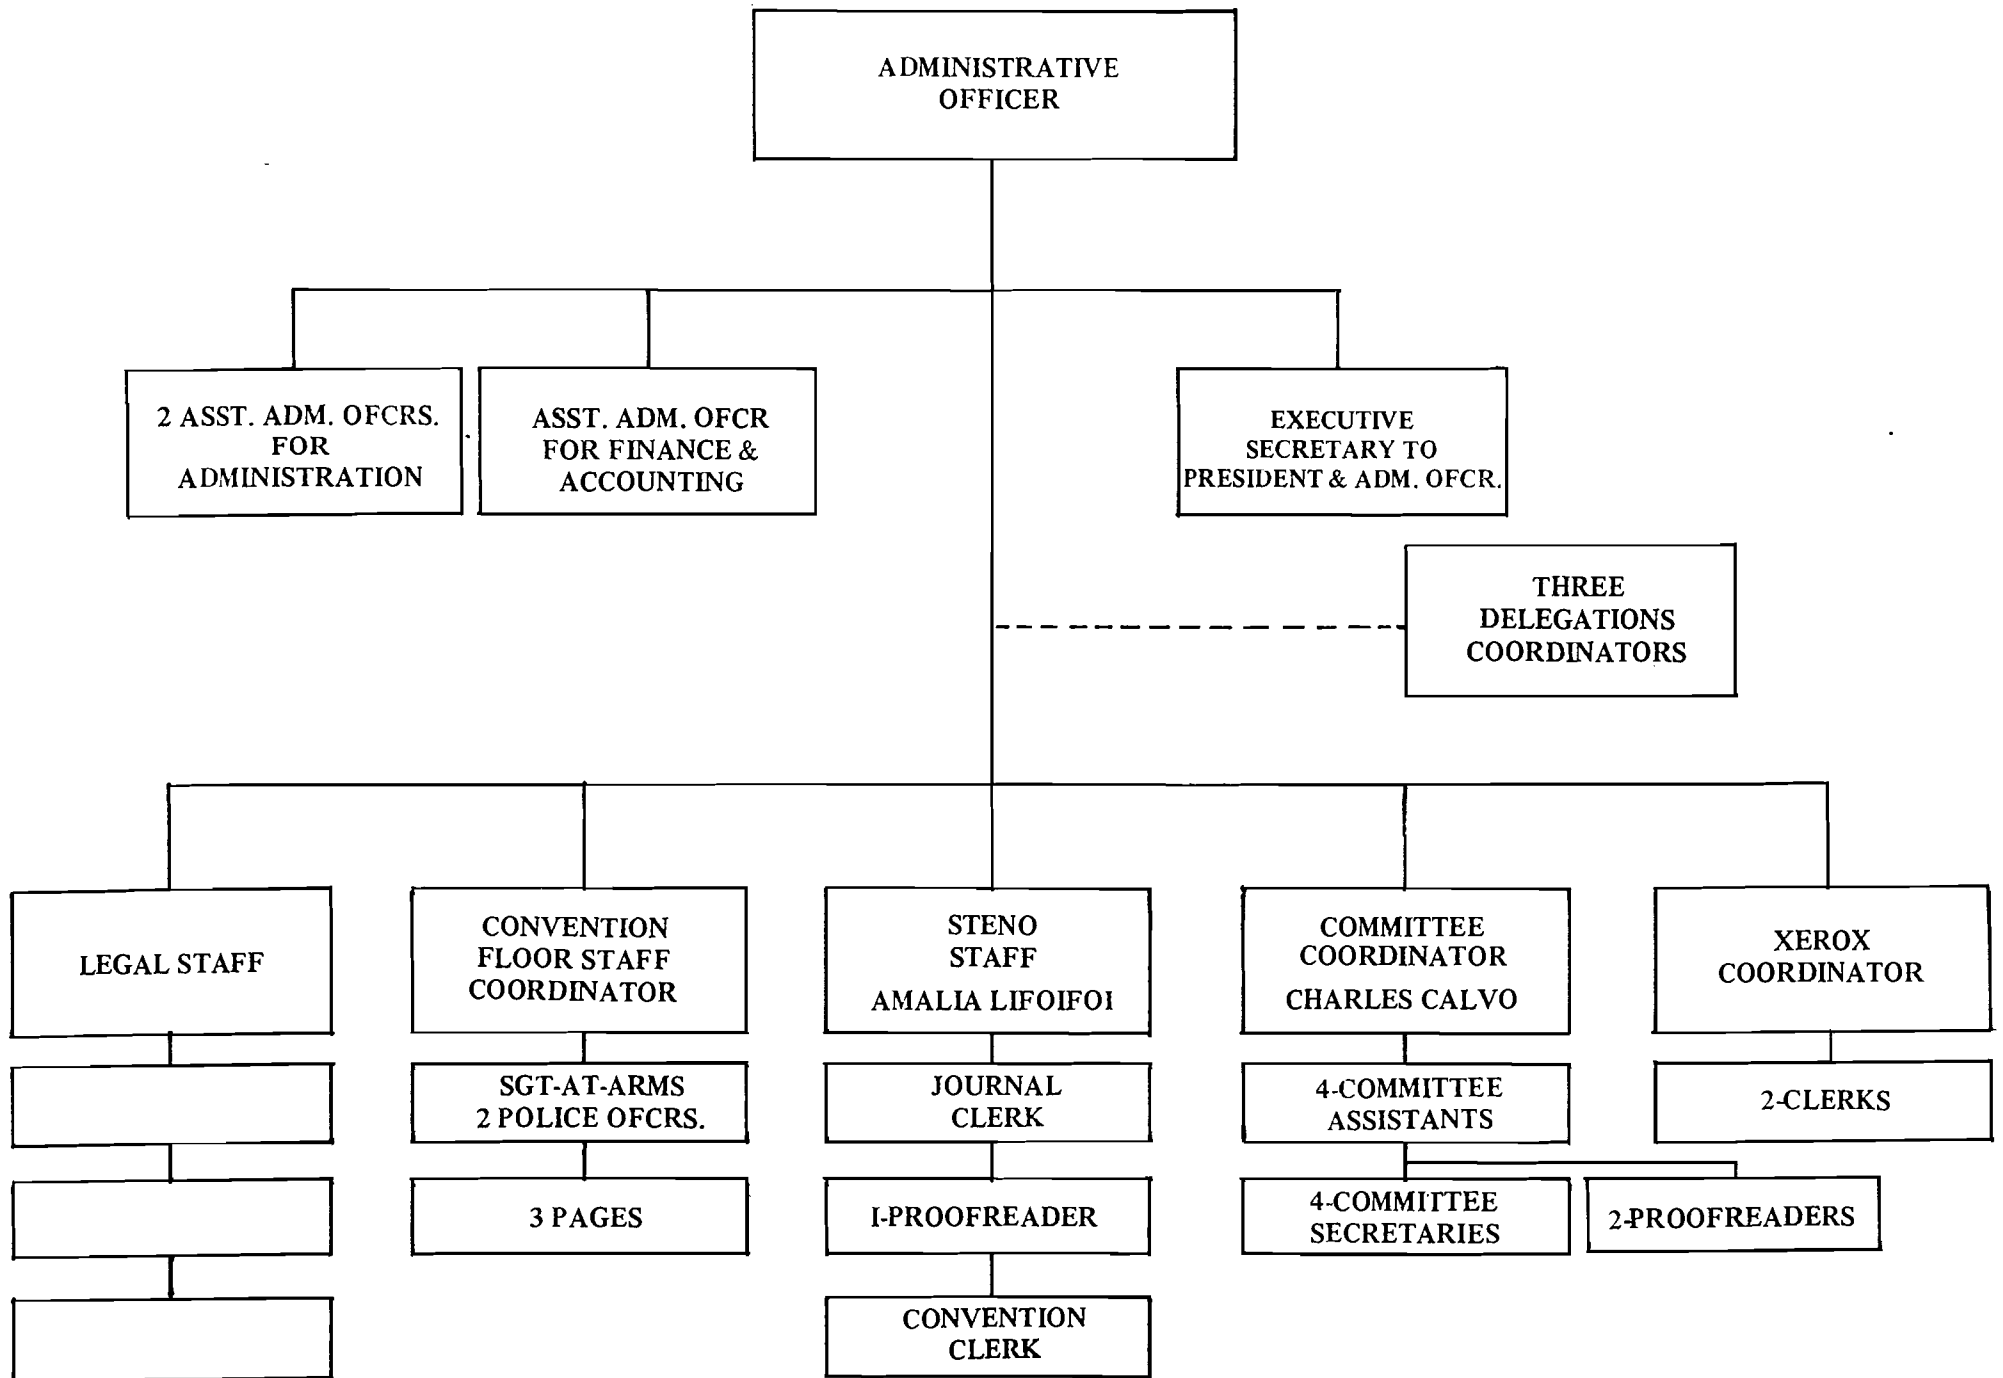 ADMINISTRATIVE
OFFICER
2 ASST. ADM. OFCRS.
FOR
ADMINISTRATION
ASST. ADM. OFCR
FOR FINANCE &
ACCOUNTING
EXECUTIVE
SECRETARY TO
PRESIDENT & ADM. OFCR.
THREE
DELEGATIONS
COORDINATORS
LEGAL STAFF
CONVENTION
FLOOR STAFF
COORDINATOR
STENO
STAFF
AMALIA LIFOIFOI
COMMITTEE
COORDINATOR
CHARLES CALVO
XEROX
COORDINATOR
SGT-AT-ARMS
2 POLICE OFCRS.
JOURNAL
CLERK
4-COMMITTEE
ASSISTANTS
2-CLERKS
3 PAGES
I-PROOFREADER
4-COMMITTEE
SECRETARIES
2-PROOFREADERS
CONVENTION
CLERK